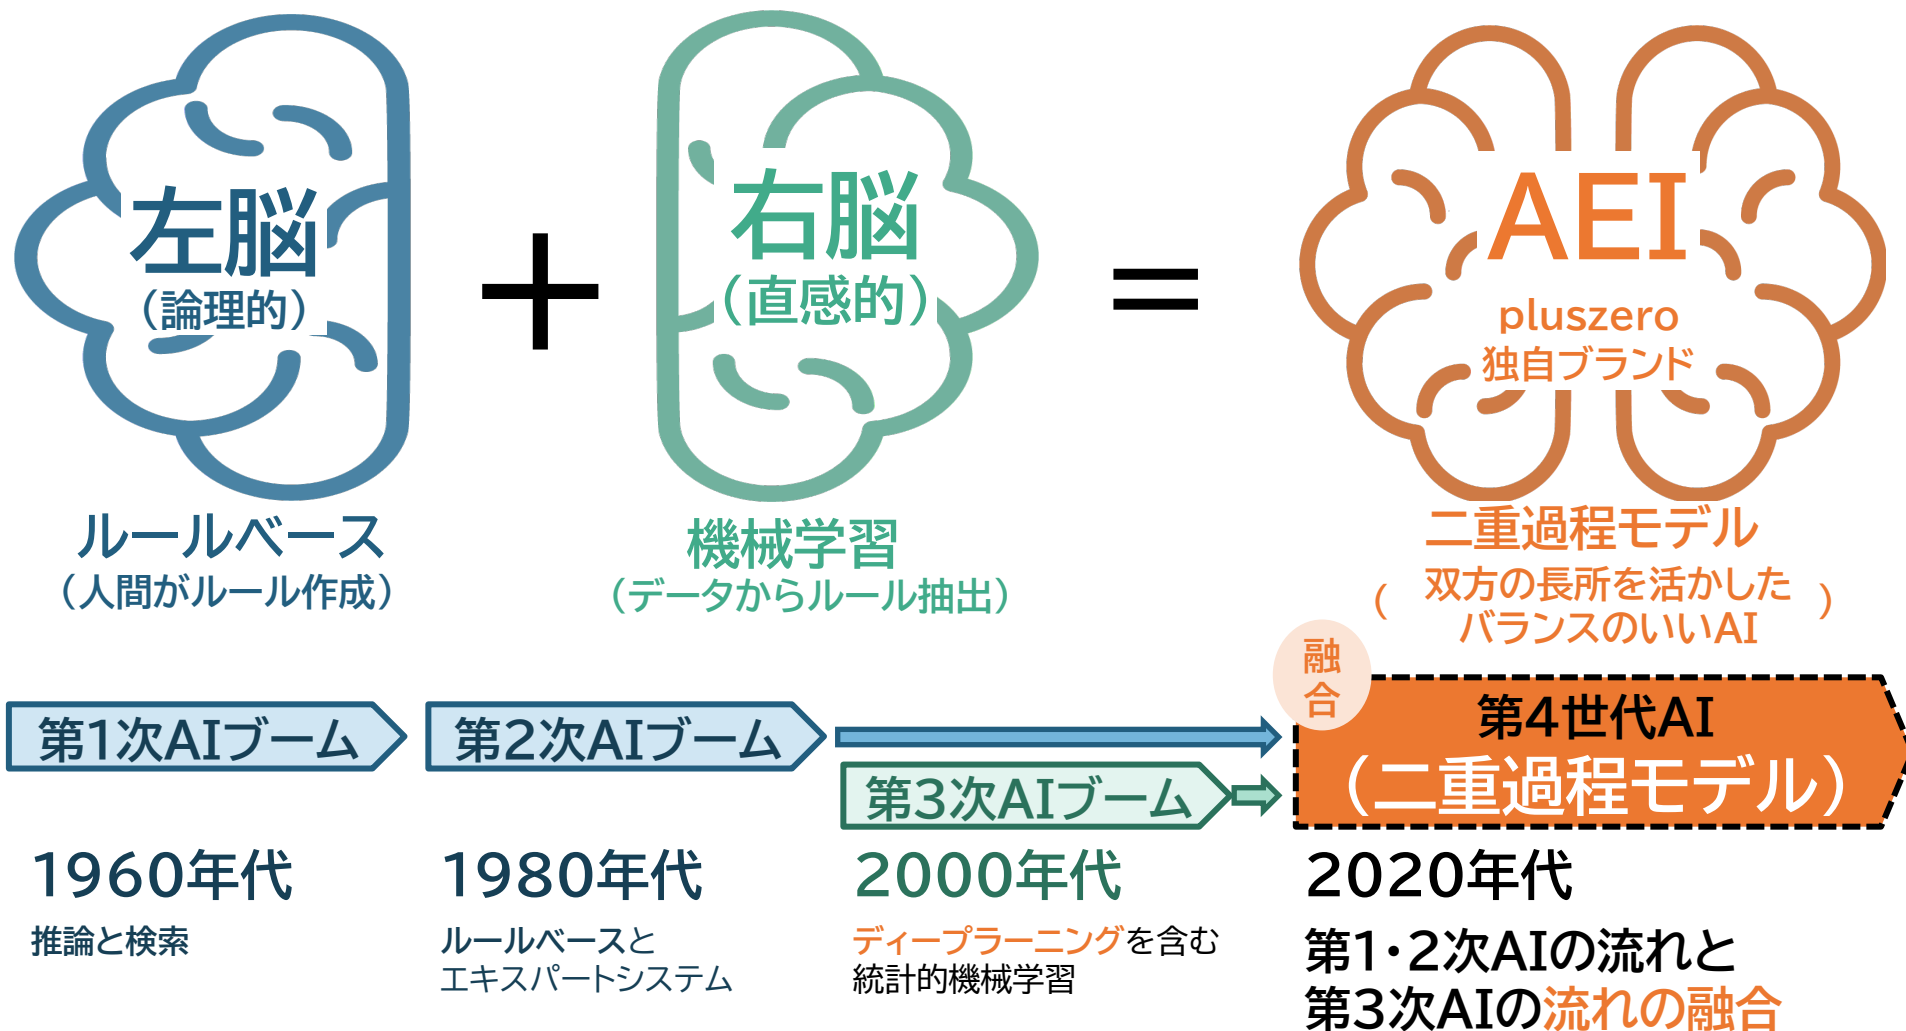 左脳
（論理的）
＋
右脳
（直感的）
＝
AEI
pluszero
独自ブランド
ルールベース
（人間がルール作成）
機械学習
（データからルール抽出）
二重過程モデル
（双方の長所を活かした
バランスのいいAI）
融
合
第1次AIブーム
第2次AIブーム
第3次AIブーム
第4世代AI
（二重過程モデル）
1960年代
推論と検索
1980年代
ルールベースと
エキスパートシステム
2000年代
ディープラーニングを含む
統計的機械学習
2020年代
第1・2次AIの流れと
第3次AIの流れの融合